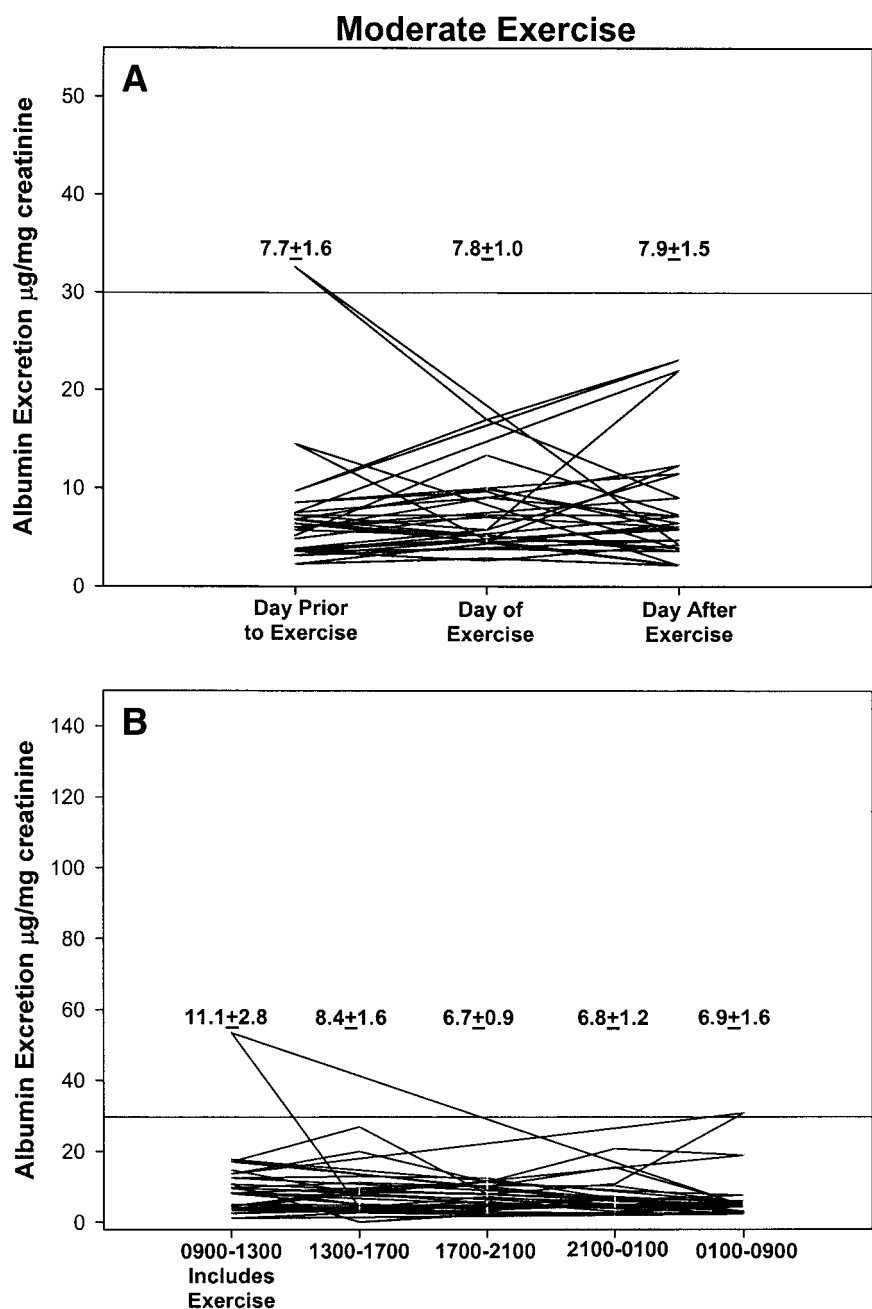 Moderate Exercise
A
Albumin Excretion µg/mg creatinine
50
40
30
20
10
0
7.7±1.6 7.8±1.0 7.9±1.5
Day Prior to Exercise
Day of Exercise
Day After Exercise
B
Albumin Excretion µg/mg creatinine
140
120
100
80
60
40
20
0
11.1±2.8 8.4±1.6 6.7±0.9 6.8±1.2 6.9±1.6
0900-1300 1300-1700 1700-2100 2100-0100 0100-0900
Includes
Exercise